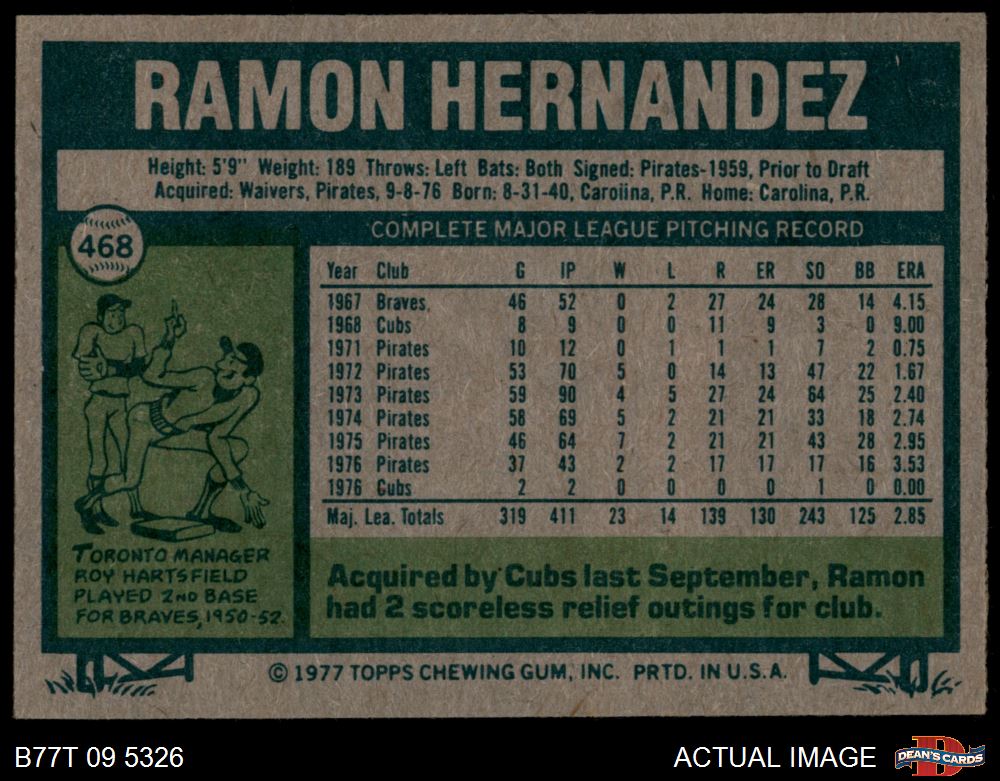 RAMON HERNANDEZ
Height: 5'9" Weight: 189 Throws: Left Bats: Both Signed: Pirates-1959, Prior to Draft
Acquired: Waivers, Pirates, 9-8-76 Born: 8-31-40, Carolina, P.R. Home: Carolina, P.R.
468
COMPLETE MAJOR LEAGUE PITCHING RECORD
Year Club G IP W L R ER SO BB ERA
1967 Braves 46 52 0 2 27 24 28 14 4.15
1968 Cubs 8 9 0 0 11 9 3 0 9.00
1971 Pirates 10 12 0 1 1 1 7 2 0.75
1972 Pirates 53 70 5 0 14 13 47 22 1.67
1973 Pirates 59 90 4 5 27 24 64 25 2.40
1974 Pirates 58 69 5 2 21 21 33 18 2.74
1975 Pirates 46 64 7 2 21 21 43 28 2.95
1976 Pirates 37 43 2 2 17 17 17 16 3.53
1976 Cubs 2 2 0 0 0 0 1 0 0.00
Maj. Lea. Totals 319 411 23 14 139 130 243 125 2.85
TORONTO MANAGER
ROY HARTSFIELD
PLAYED 2ND BASE
FOR BRAVES, 1950-52.
Acquired by Cubs last September, Ramon
had 2 scoreless relief outings for club.
© 1977 TOPPS CHEWING GUM, INC. PRTD. IN U.S.A.
B77T 09 5326 ACTUAL IMAGE
D
DEAN'S CARDS